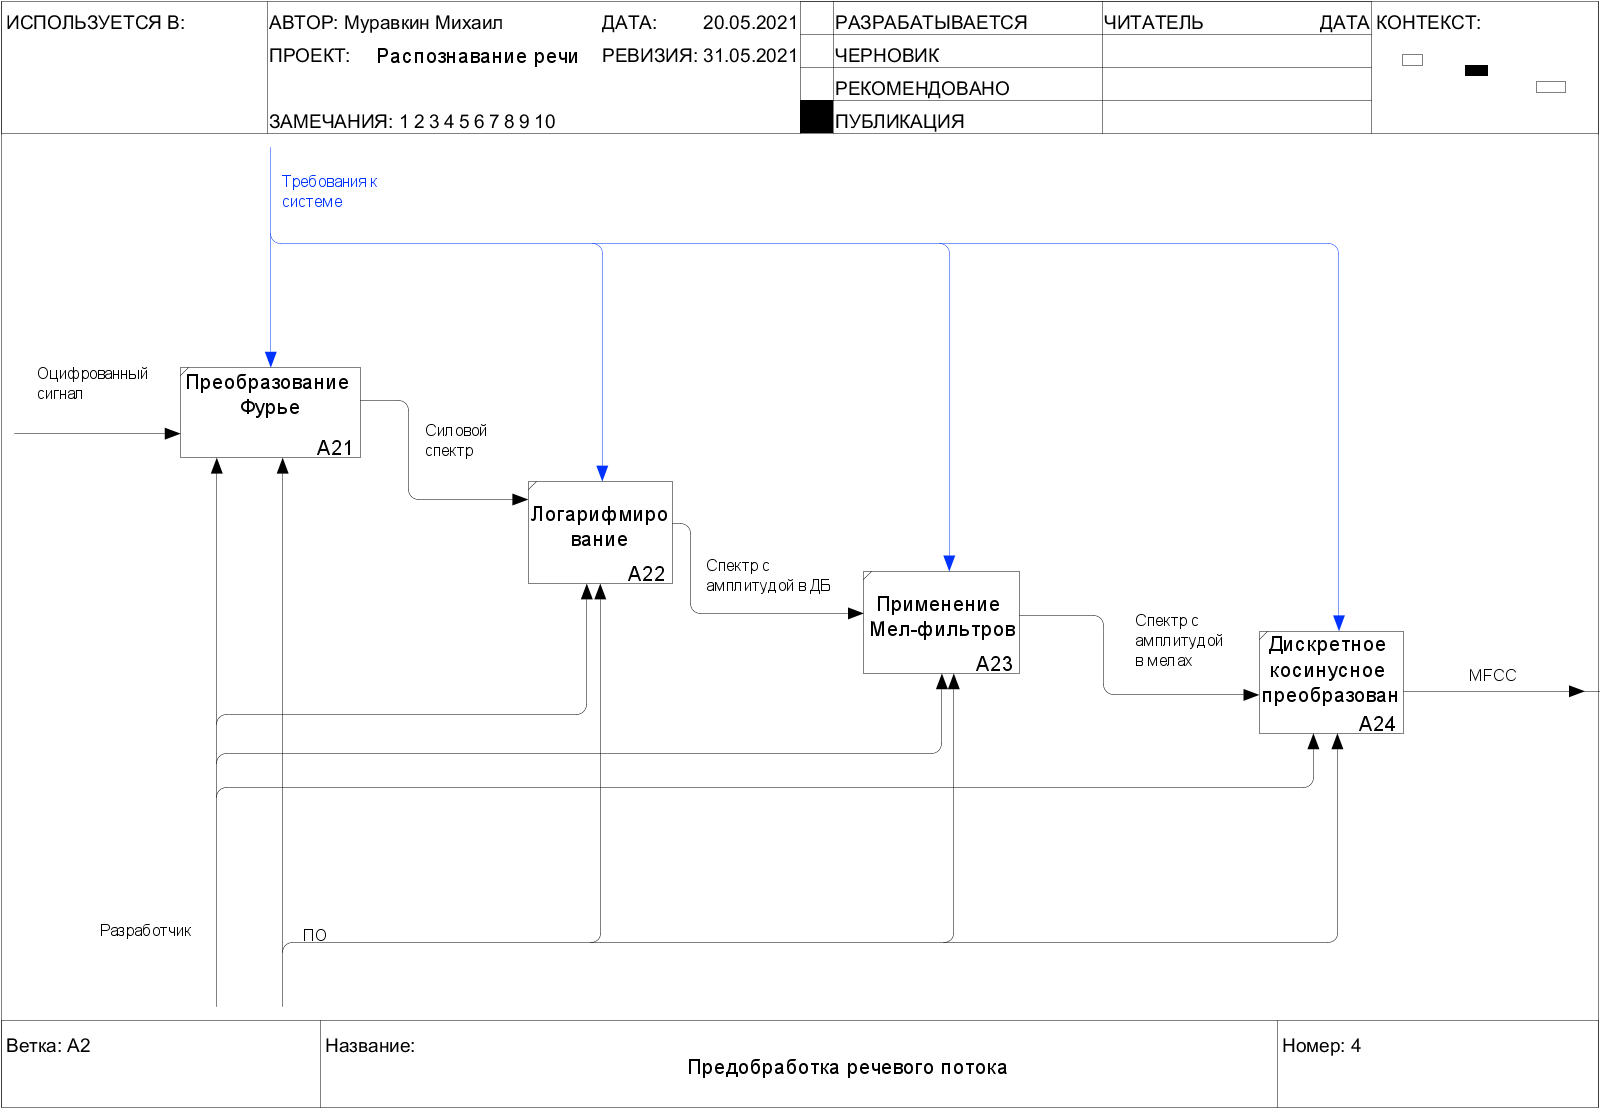 ИСПОЛЬЗУЕТСЯ В:
АВТОР: Муравкин Михаил
ДАТА: 20.05.2021
ПРОЕКТ: Распознавание речи
РЕВИЗИЯ: 31.05.2021
ЗАМЕЧАНИЯ: 1 2 3 4 5 6 7 8 9 10
РАЗРАБАТЫВАЕТСЯ
ЧЕРНОВИК
РЕКОМЕНДОВАНО
ПУБЛИКАЦИЯ
ЧИТАТЕЛЬ ДАТА
КОНТЕКСТ:
Требования к
системе
Оцифрованный
сигнал
Преобразование
Фурье
A21
Силовой
спектр
Логарифмиро
вание
A22
Спектр с
амплитудой в ДБ
Применение
Мел-фильтров
A23
Спектр с
амплитудой
в мелах
Дискретное
косинусное
преобразован
A24
MFCC
Разработчик
ПО
Ветка: A2
Название:
Предобработка речевого потока
Номер: 4